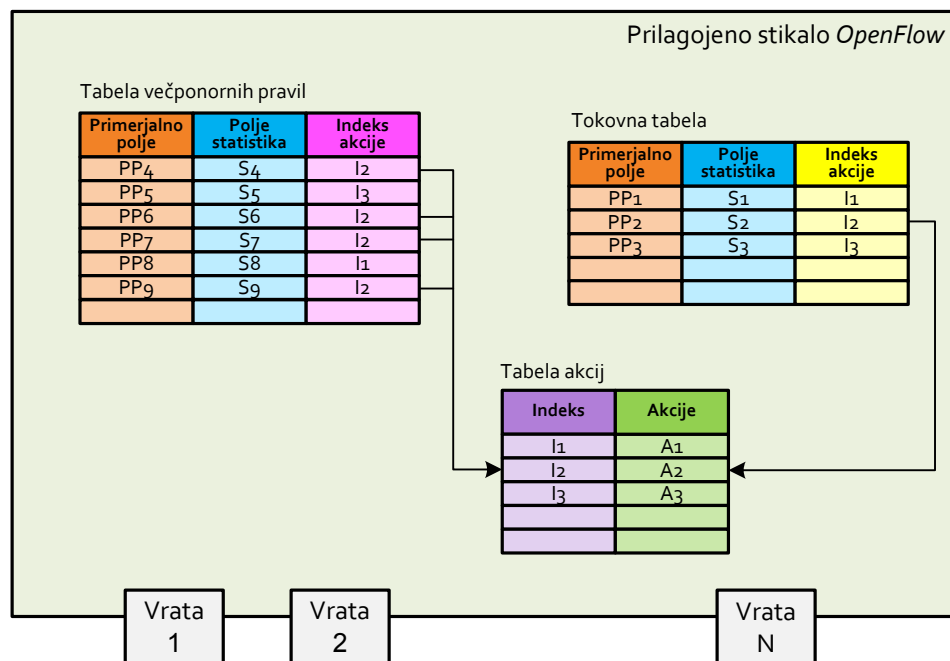 Prilagojeno stikalo OpenFlow
Tabela večponornih pravil
Primerjalno polje Polje statistika Indeks akcije
PP4 S4 I2
PP5 S5 I3
PP6 S6 I2
PP7 S7 I2
PP8 S8 I1
PP9 S9 I2
Tokovna tabela
Primerjalno polje Polje statistika Indeks akcije
PP1 S1 I1
PP2 S2 I2
PP3 S3 I3
Tabela akcij
Indeks Akcije
I1 A1
I2 A2
I3 A3
Vrata 1
Vrata 2
Vrata N